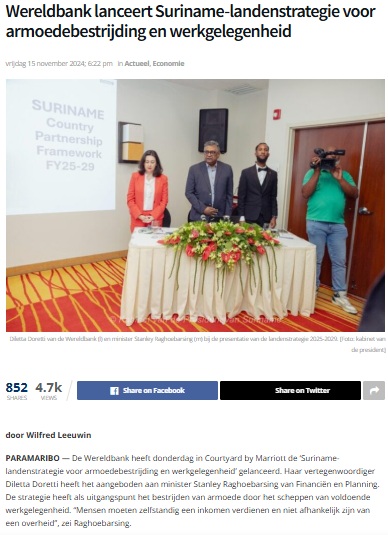 Wereldbank lanceert Suriname-landenstrategie voor
armoedebestrijding en werkgelegenheid
vrijdag 15 november 2024; 6:22 pm in Actueel, Economie
SURINAME
Country
Partnership
Framework
FY25-29
Diletta Doretti van de Wereldbank (l) en minister Stanley Raghoebarsing (m) bij de presentatie van de landenstrategie 2025-2029. [Foto: kabinet van
de president]
852
SHARES
4.7k
VIEWS
Share on Facebook
Share on Twitter
door Wilfred Leeuwin
PARAMARIBO — De Wereldbank heeft donderdag in Courtyard by Marriott de ‘Suriname-
landenstrategie voor armoedebestrijding en werkgelegenheid’ gelanceerd. Haar vertegenwoordiger
Diletta Doretti heeft het aangeboden aan minister Stanley Raghoebarsing van Financiën en Planning.
De strategie heeft als uitgangspunt het bestrijden van armoede door het scheppen van voldoende
werkgelegenheid. “Mensen moeten zelfstandig een inkomen verdienen en niet afhankelijk zijn van
een overheid”, zei Raghoebarsing.